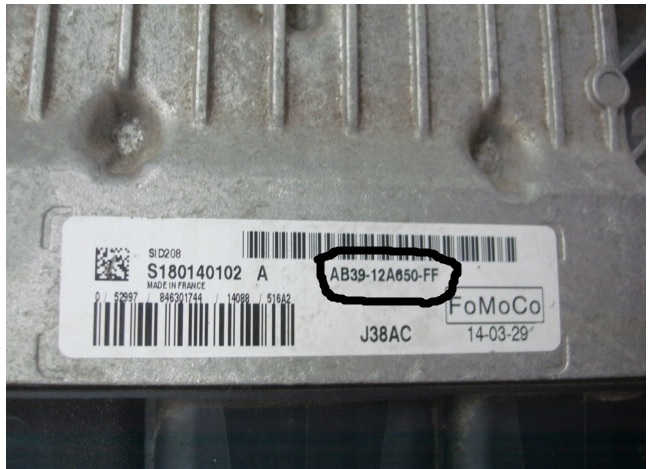 SID208
S180140102 A
MADE IN FRANCE
0 / 52997 / 846301744 / 14088 / 516A2
AB39-12A650-FF
FoMoCo
J38AC
14-03-29